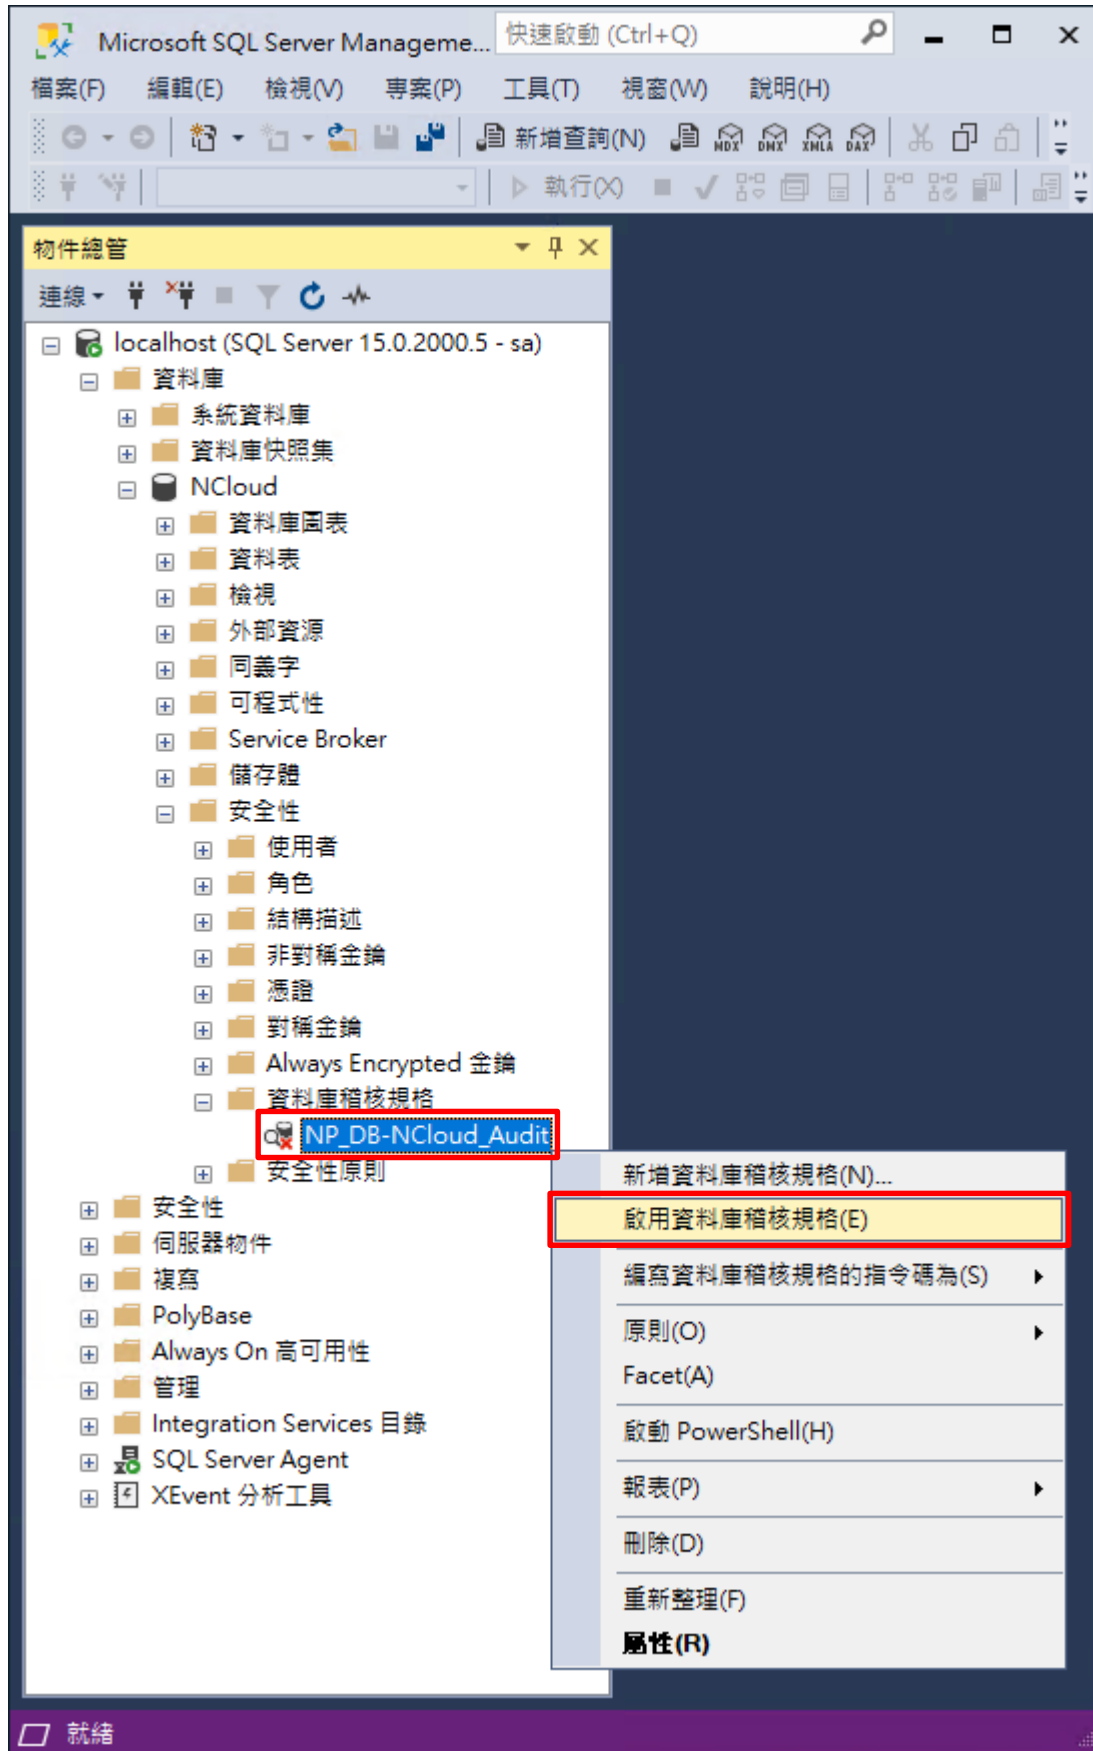 Microsoft SQL Server Manageme...
快速啟動 (Ctrl+Q)
檔案(F) 編輯(E) 檢視(V) 專案(P) 工具(T) 視窗(W) 說明(H)
新增查詢(N) MDX DMX XMLA DAX
執行(X)
物件總管
連線
localhost (SQL Server 15.0.2000.5 - sa)
資料庫
系統資料庫
資料庫快照集
NCloud
資料庫圖表
資料表
檢視
外部資源
同義字
可程式性
Service Broker
儲存體
安全性
使用者
角色
結構描述
非對稱金鑰
憑證
對稱金鑰
Always Encrypted 金鑰
資料庫稽核規格
NP_DB-NCloud_Audit
安全性原則
安全性
伺服器物件
複寫
PolyBase
Always On 高可用性
管理
Integration Services 目錄
SQL Server Agent
XEvent 分析工具
新增資料庫稽核規格(N)...
啟用資料庫稽核規格(E)
編寫資料庫稽核規格的指令碼為(S)
原則(O)
Facet(A)
啟動 PowerShell(H)
報表(P)
刪除(D)
重新整理(F)
屬性(R)
就緒